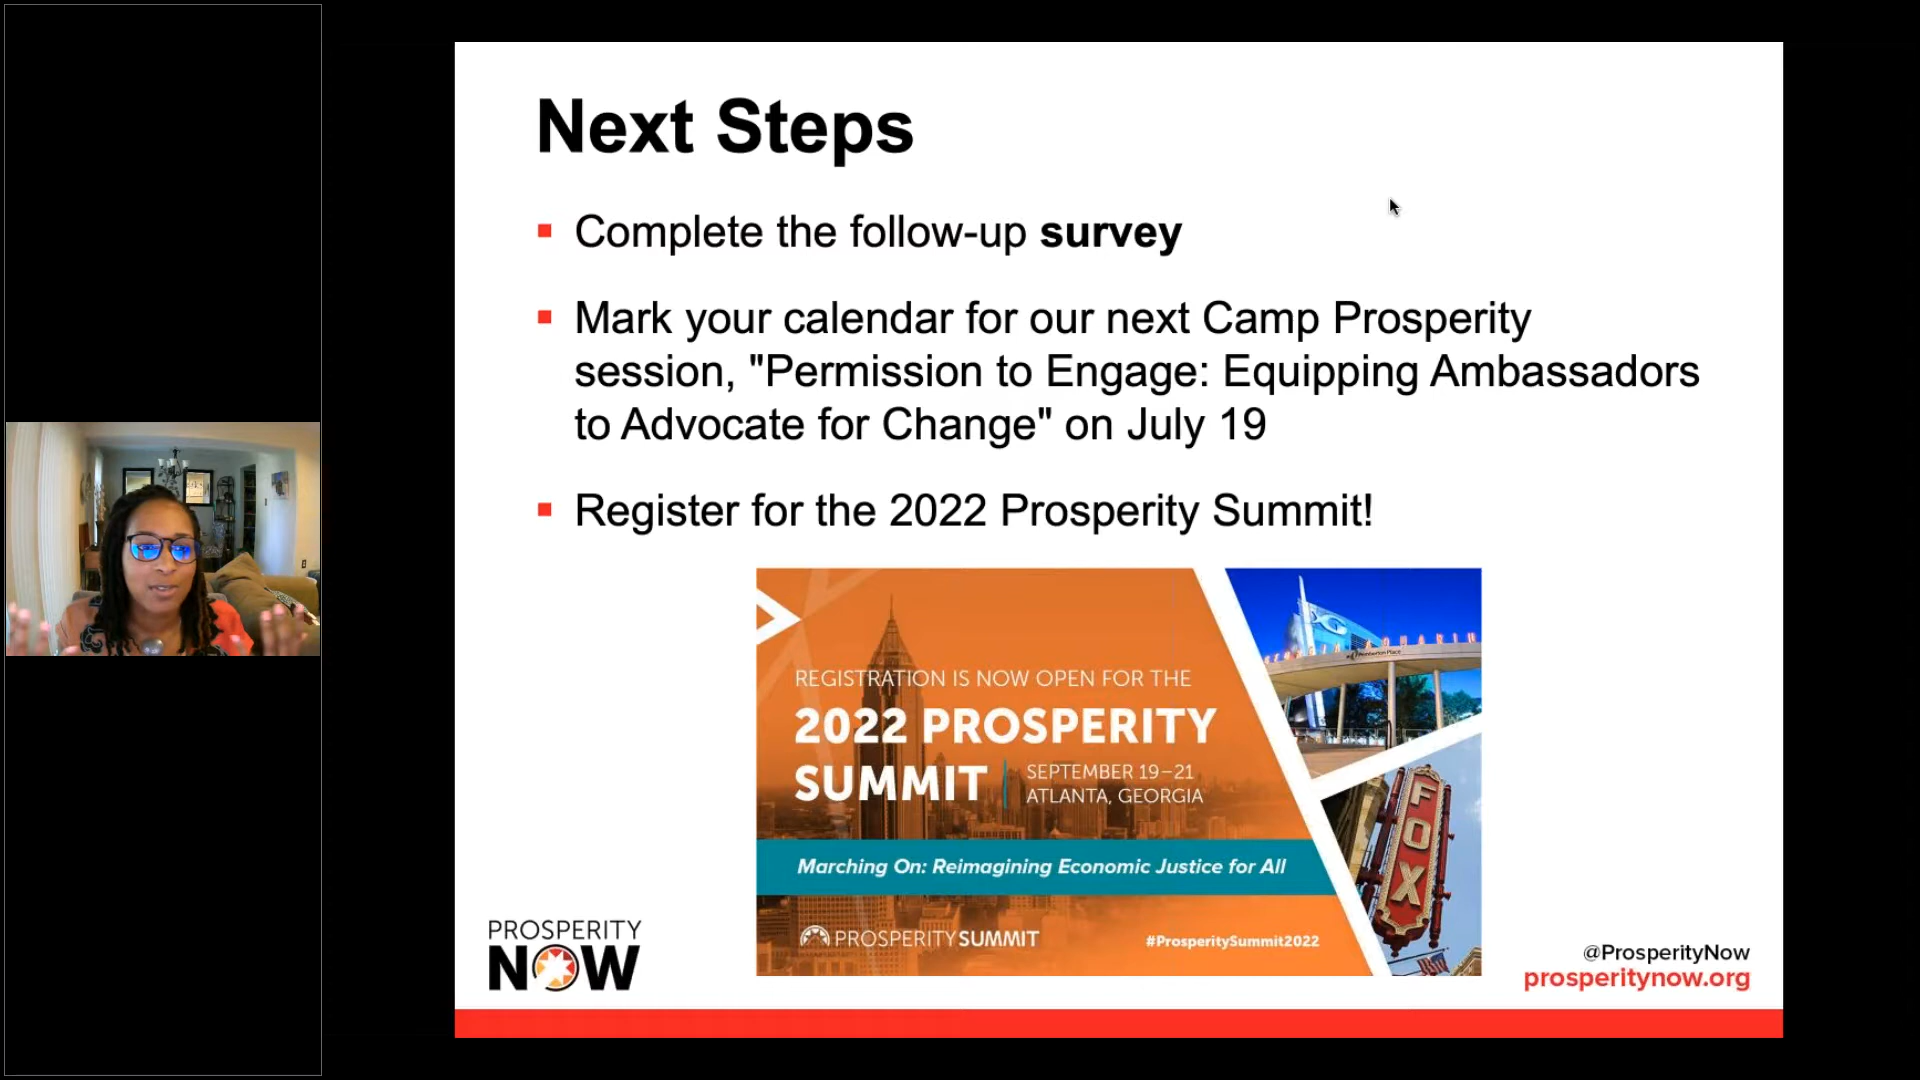 Next Steps
Complete the follow-up survey
Mark your calendar for our next Camp Prosperity
session, "Permission to Engage: Equipping Ambassadors
to Advocate for Change" on July 19
Register for the 2022 Prosperity Summit!
REGISTRATION IS NOW OPEN FOR THE
2022 PROSPERITY
SUMMIT
SEPTEMBER 19–21
ATLANTA, GEORGIA
Marching On: Reimagining Economic Justice for All
PROSPERITY SUMMIT
#ProsperitySummit2022
Pemberton Place
FOX
PROSPERITY
NOW
@ProsperityNow
prosperitynow.org